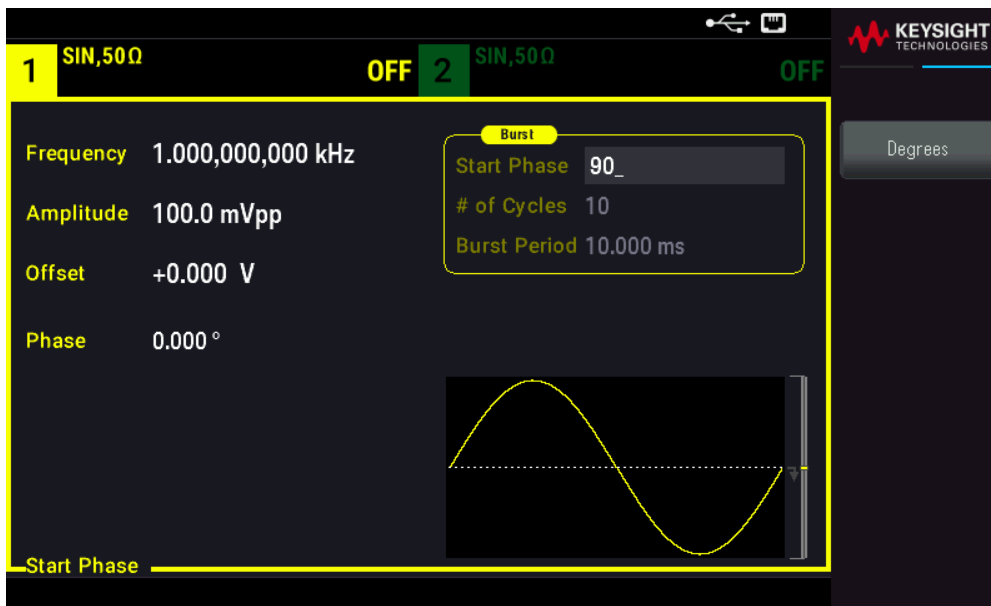 KEYSIGHT
TECHNOLOGIES
1 SIN,50Ω OFF 2 SIN,50Ω OFF
Burst
Frequency 1.000,000,000 kHz
Start Phase 90_
Degrees
Amplitude 100.0 mVpp
# of Cycles 10
Burst Period 10.000 ms
Offset +0.000 V
Phase 0.000 °
Start Phase